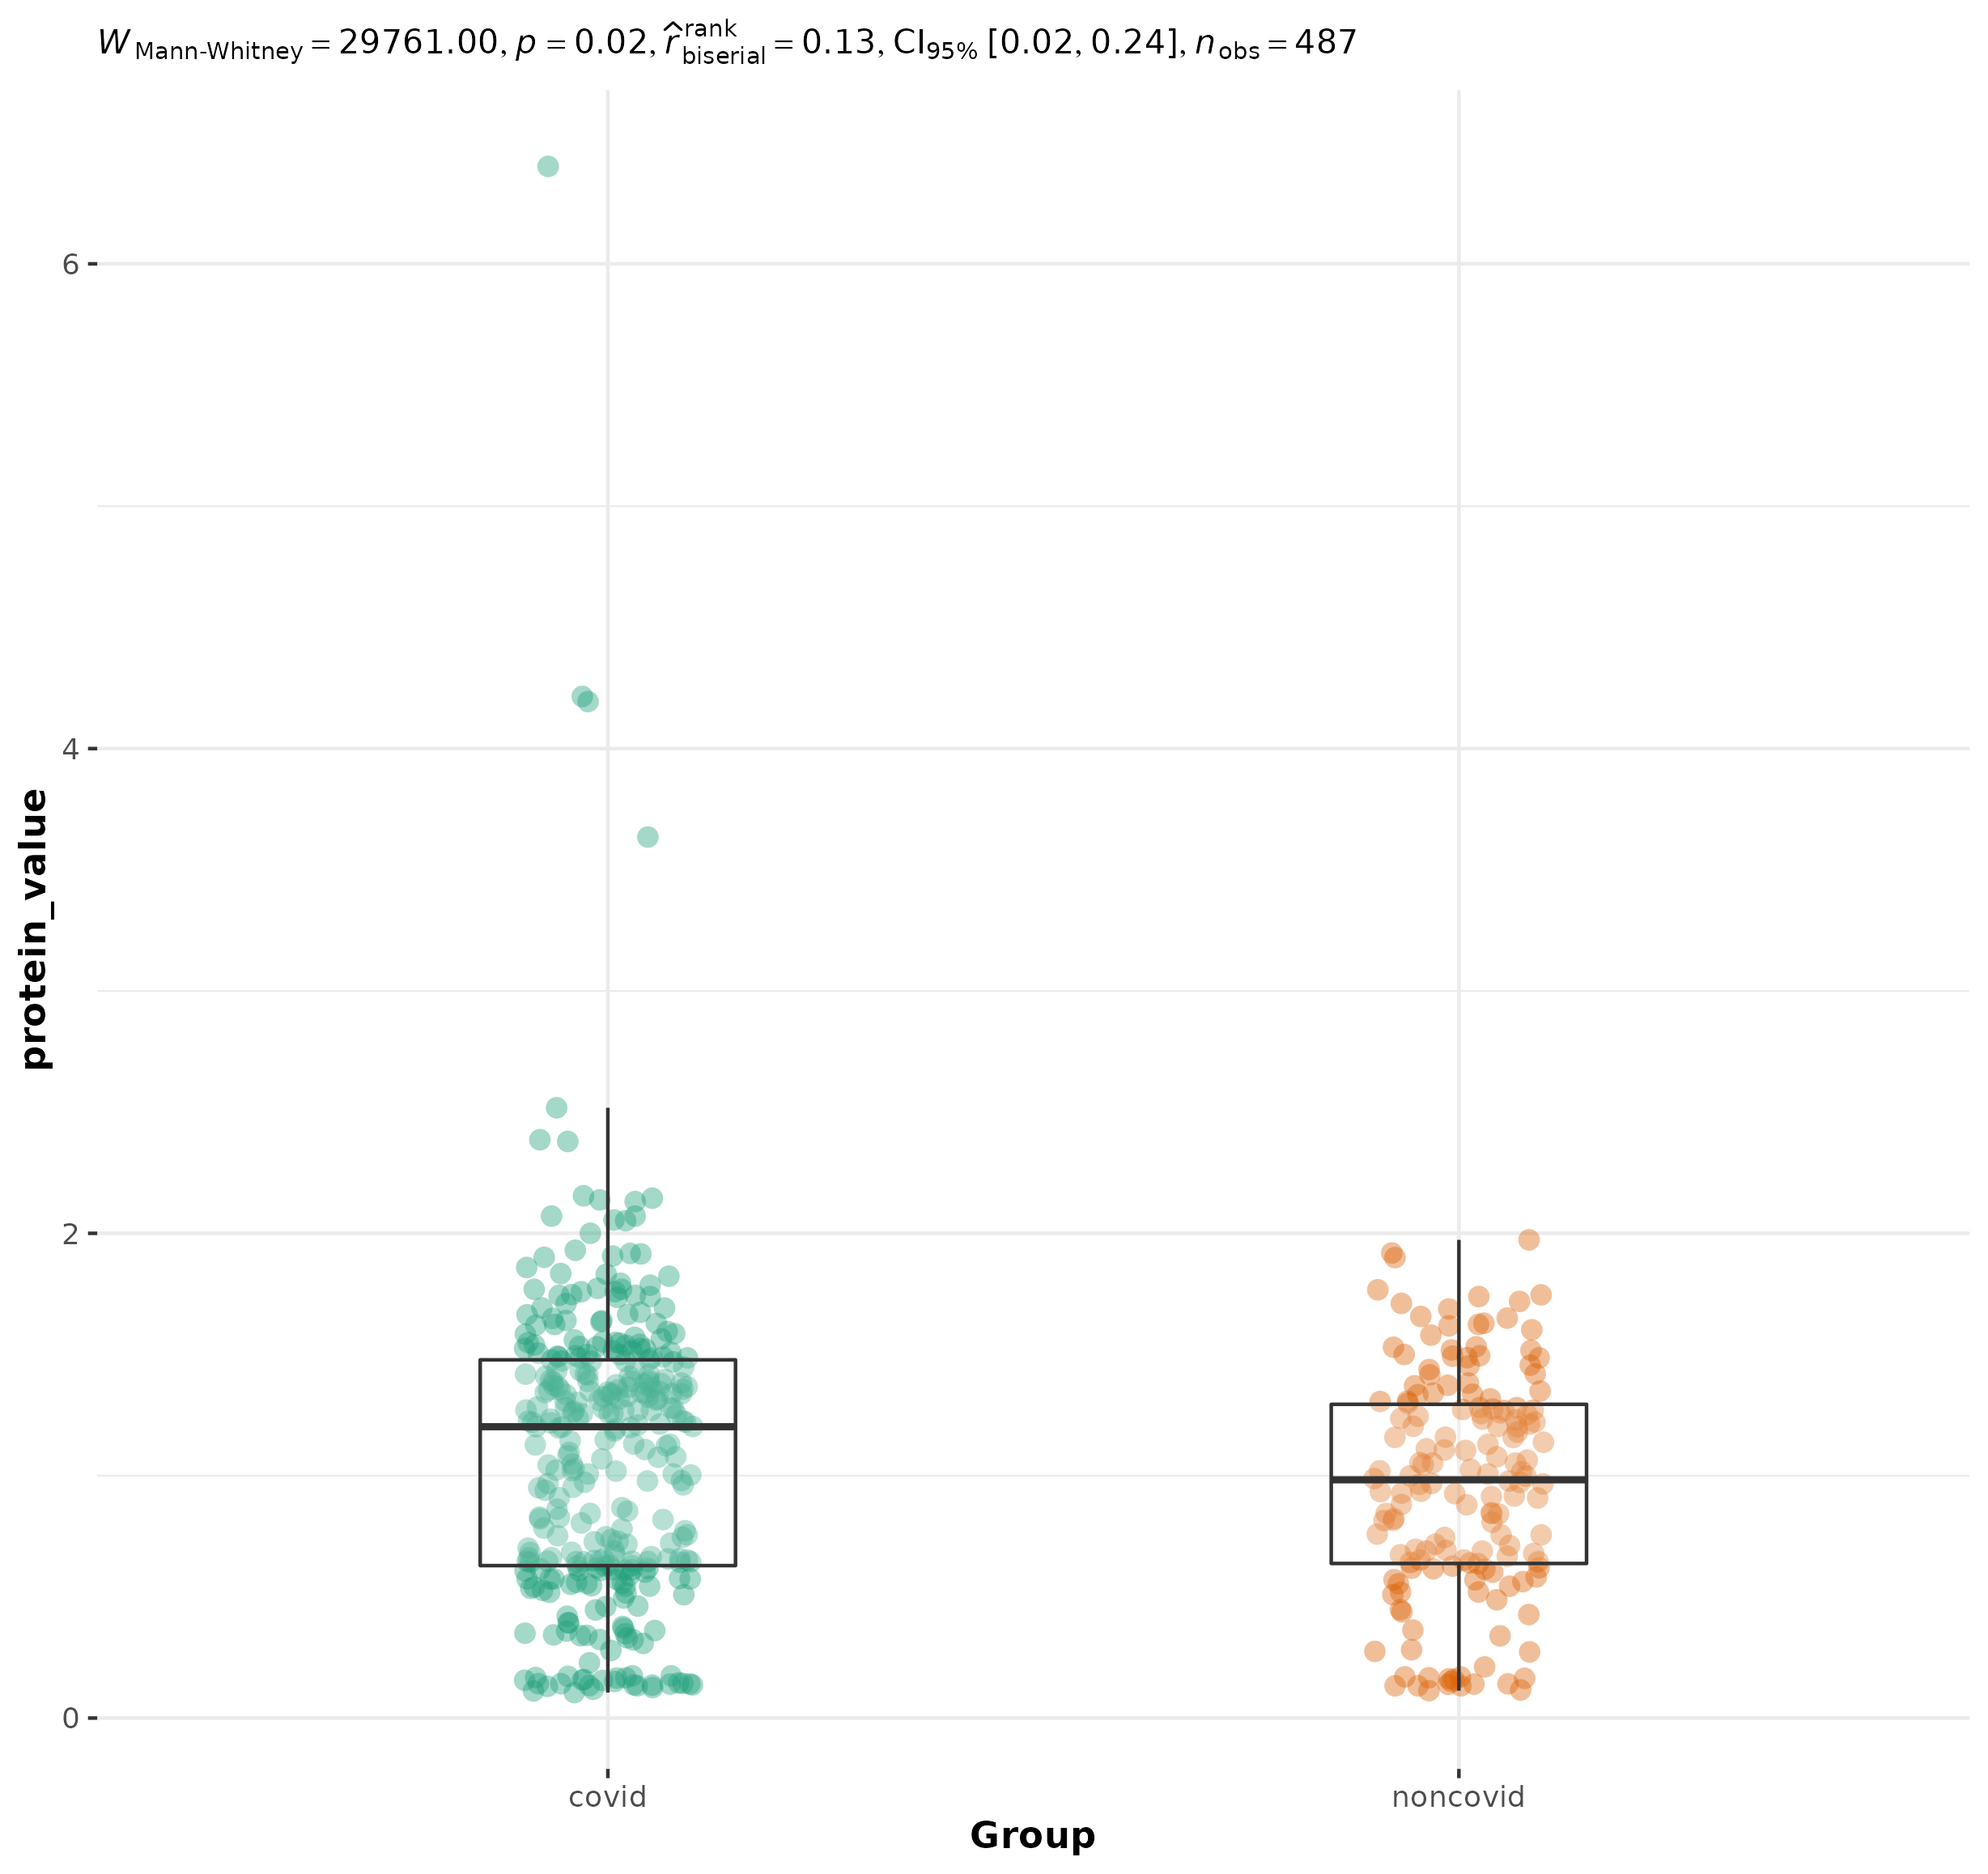 W Mann-Whitney = 29761.00, p = 0.02, r̂ rank biserial = 0.13, CI95% [0.02, 0.24], nobs = 487
6
4
2
0
protein_value
covid noncovid
Group